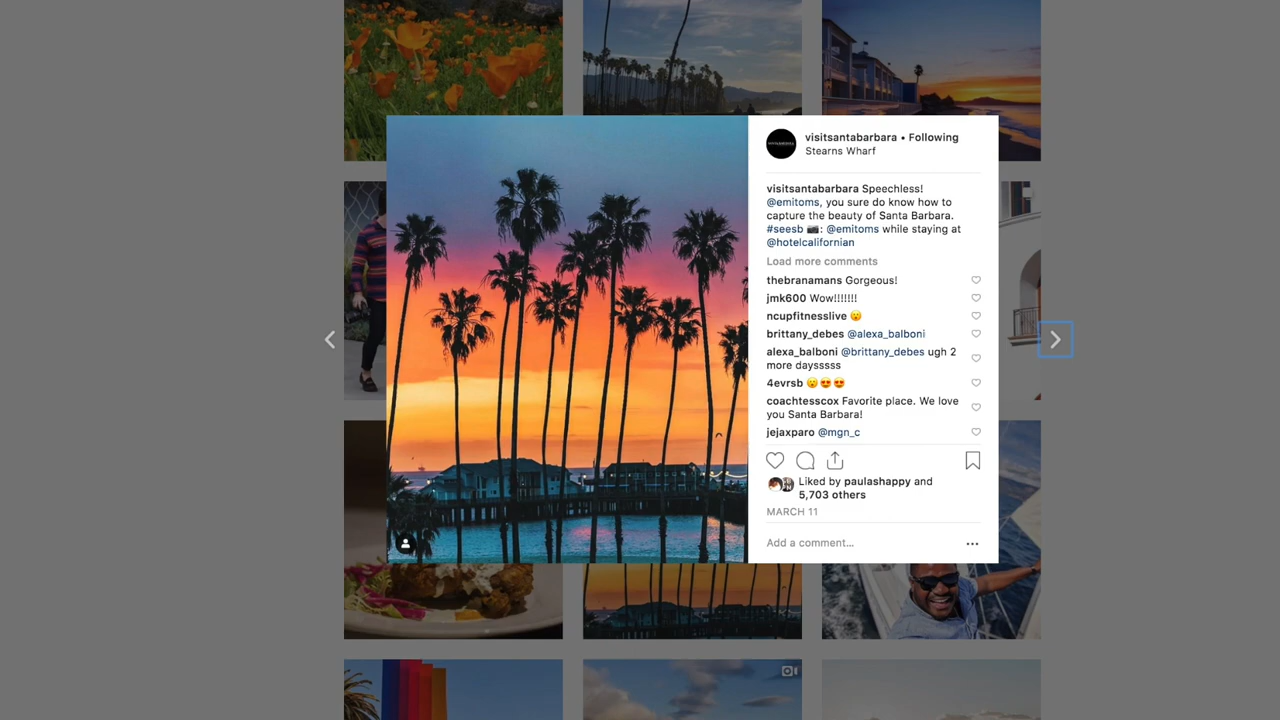 visitsantabarbara • Following
Stearns Wharf
visitsantabarbara Speechless!
@emitoms, you sure do know how to
capture the beauty of Santa Barbara.
#seesb 📷: @emitoms while staying at
@hotelcalifornian
Load more comments
thebranamans Gorgeous!
jmk600 Wow!!!!!!!
ncupfitnesslive 😮
brittany_debes @alexa_balboni
alexa_balboni @brittany_debes ugh 2
more daysssss
4evrsb 😮😍😍
coachtesscox Favorite place. We love
you Santa Barbara!
jejaxparo @mgn_c
Liked by paulashappy and
5,703 others
MARCH 11
Add a comment...